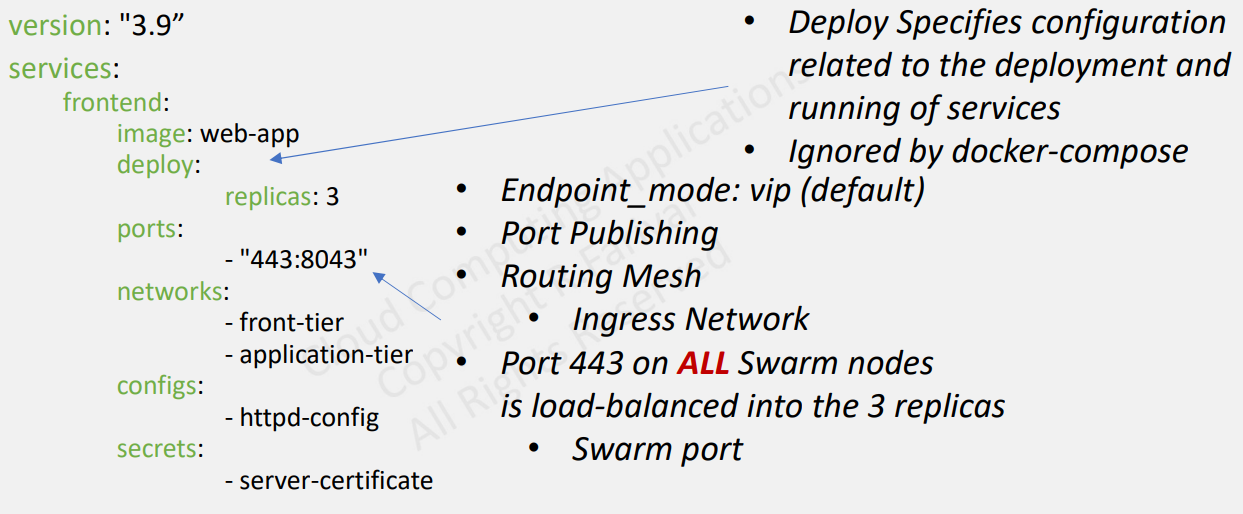 version: "3.9”
services:
frontend:
image: web-app
deploy:
replicas: 3
ports:
- "443:8043"
networks:
- front-tier
- application-tier
configs:
- httpd-config
secrets:
- server-certificate
• Deploy Specifies configuration
related to the deployment and
running of services
• Ignored by docker-compose
• Endpoint_mode: vip (default)
• Port Publishing
• Routing Mesh
• Ingress Network
• Port 443 on ALL Swarm nodes
is load-balanced into the 3 replicas
• Swarm port
Cloud Computing Applications
Copyright
All Rights Reserved